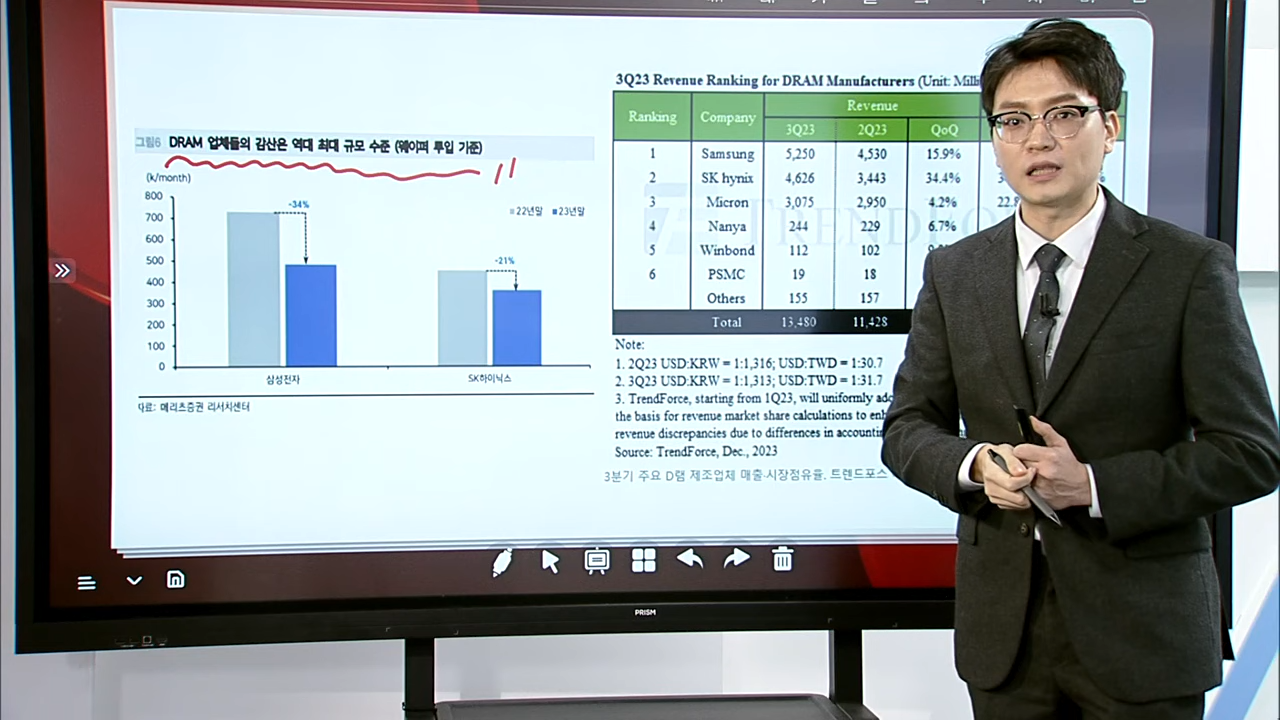 그림6 DRAM 업체들의 감산은 역대 최대 규모 수준 (웨이퍼 투입 기준)
(k/month)
800
700
600
500
400
300
200
100
0
-34%
-21%
22년말 23년말
삼성전자 SK하이닉스
자료: 메리츠증권 리서치센터
3Q23 Revenue Ranking for DRAM Manufacturers (Unit:
Ranking Company Revenue
3Q23 2Q23 QoQ
1 Samsung 5,250 4,530 15.9%
2 SK hynix 4,626 3,443 34.4%
3 Micron 3,075 2,950 4.2%
4 Nanya 244 229 6.7%
5 Winbond 112 102
6 PSMC 19 18
Others 155 157
Total 13,480 11,428
Note:
1. 2Q23 USD:KRW = 1:1,316; USD:TWD = 1:30.7
2. 3Q23 USD:KRW = 1:1,313; USD:TWD = 1:31.7
3. TrendForce, starting from 1Q23, will uniformly
the basis for revenue market share calculations to
revenue discrepancies due to differences in
Source: TrendForce, Dec., 2023
3분기 주요 D램 제조업체 매출·시장점유율. 트렌드포스
PRISM